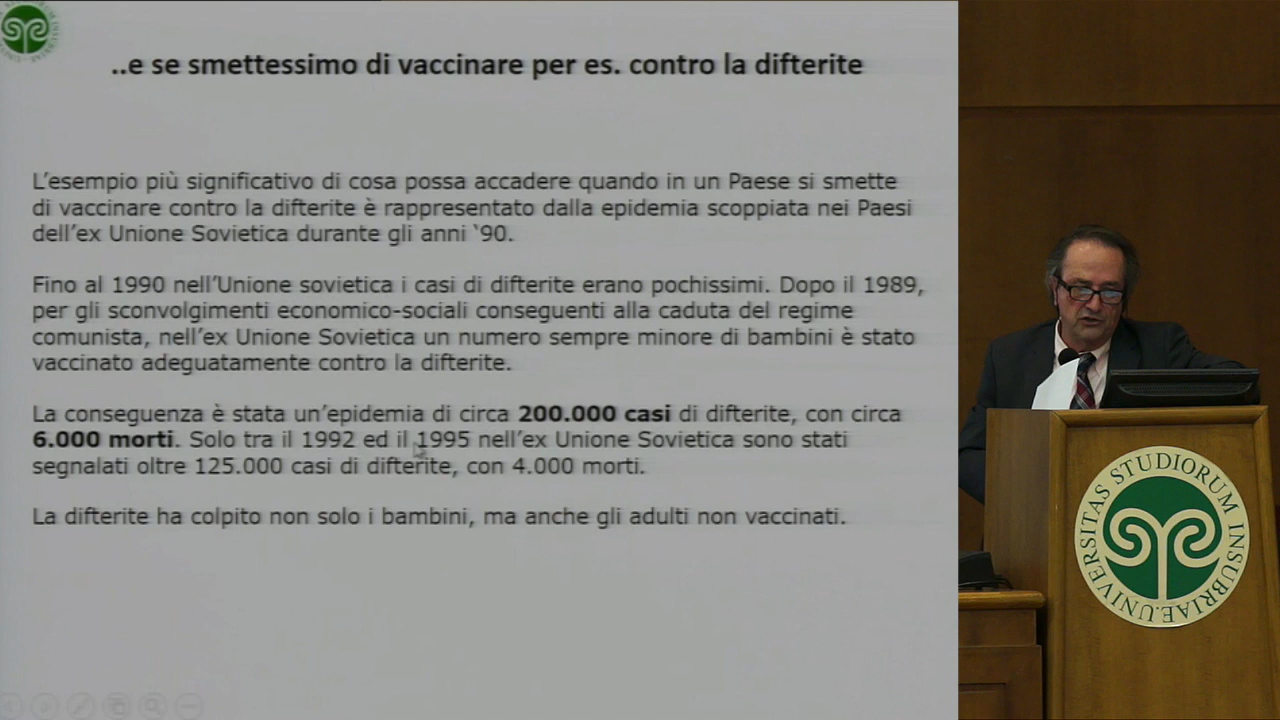 ..e se smettessimo di vaccinare per es. contro la difterite
L'esempio più significativo di cosa possa accadere quando in un Paese si smette
di vaccinare contro la difterite è rappresentato dalla epidemia scoppiata nei Paesi
dell'ex Unione Sovietica durante gli anni '90.
Fino al 1990 nell'Unione sovietica i casi di difterite erano pochissimi. Dopo il 1989,
per gli sconvolgimenti economico-sociali conseguenti alla caduta del regime
comunista, nell'ex Unione Sovietica un numero sempre minore di bambini è stato
vaccinato adeguatamente contro la difterite.
La conseguenza è stata un'epidemia di circa 200.000 casi di difterite, con circa
6.000 morti. Solo tra il 1992 ed il 1995 nell'ex Unione Sovietica sono stati
segnalati oltre 125.000 casi di difterite, con 4.000 morti.
La difterite ha colpito non solo i bambini, ma anche gli adulti non vaccinati.
UNIVERSITAS STUDIORUM INSUBRIAE